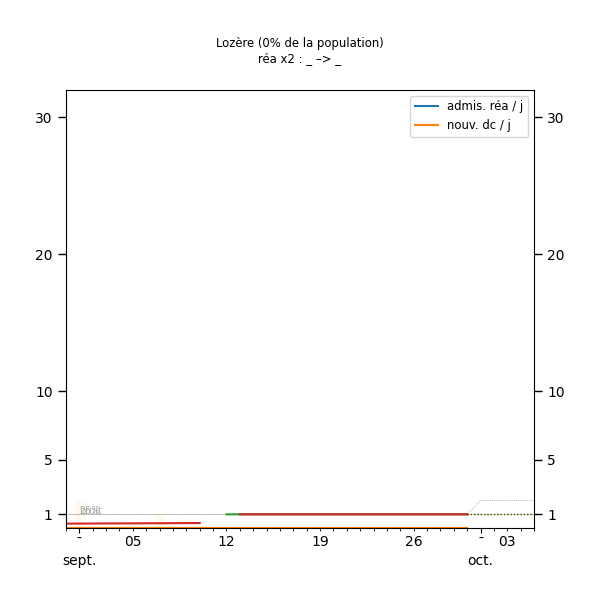 Lozère (0% de la population)
réa x2 : _ –> _
admis. réa / j
nouv. dc / j
30 30
20 20
10 10
5 5
1 1
- 05 12 19 26 - 03
sept. oct.